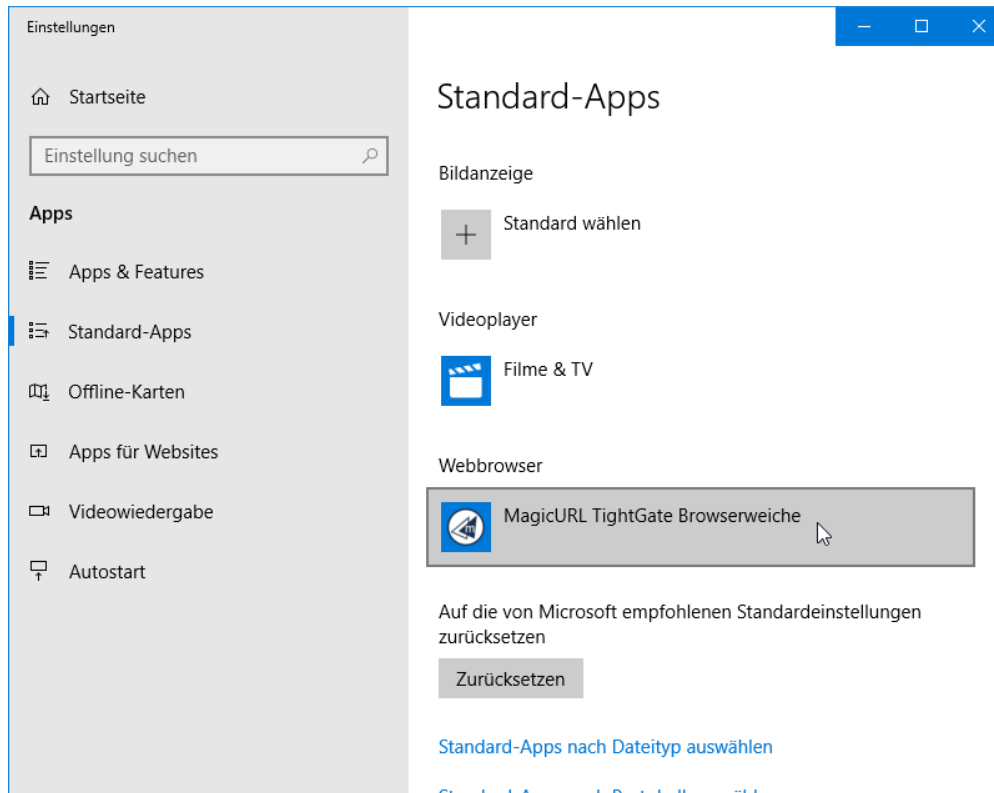 Einstellungen
Startseite
Einstellung suchen
Apps
Apps & Features
Standard-Apps
Offline-Karten
Apps für Websites
Videowiedergabe
Autostart
Standard-Apps
Bildanzeige
Standard wählen
Videoplayer
Filme & TV
Webbrowser
MagicURL TightGate Browserweiche
Auf die von Microsoft empfohlenen Standardeinstellungen
zurücksetzen
Zurücksetzen
Standard-Apps nach Dateityp auswählen